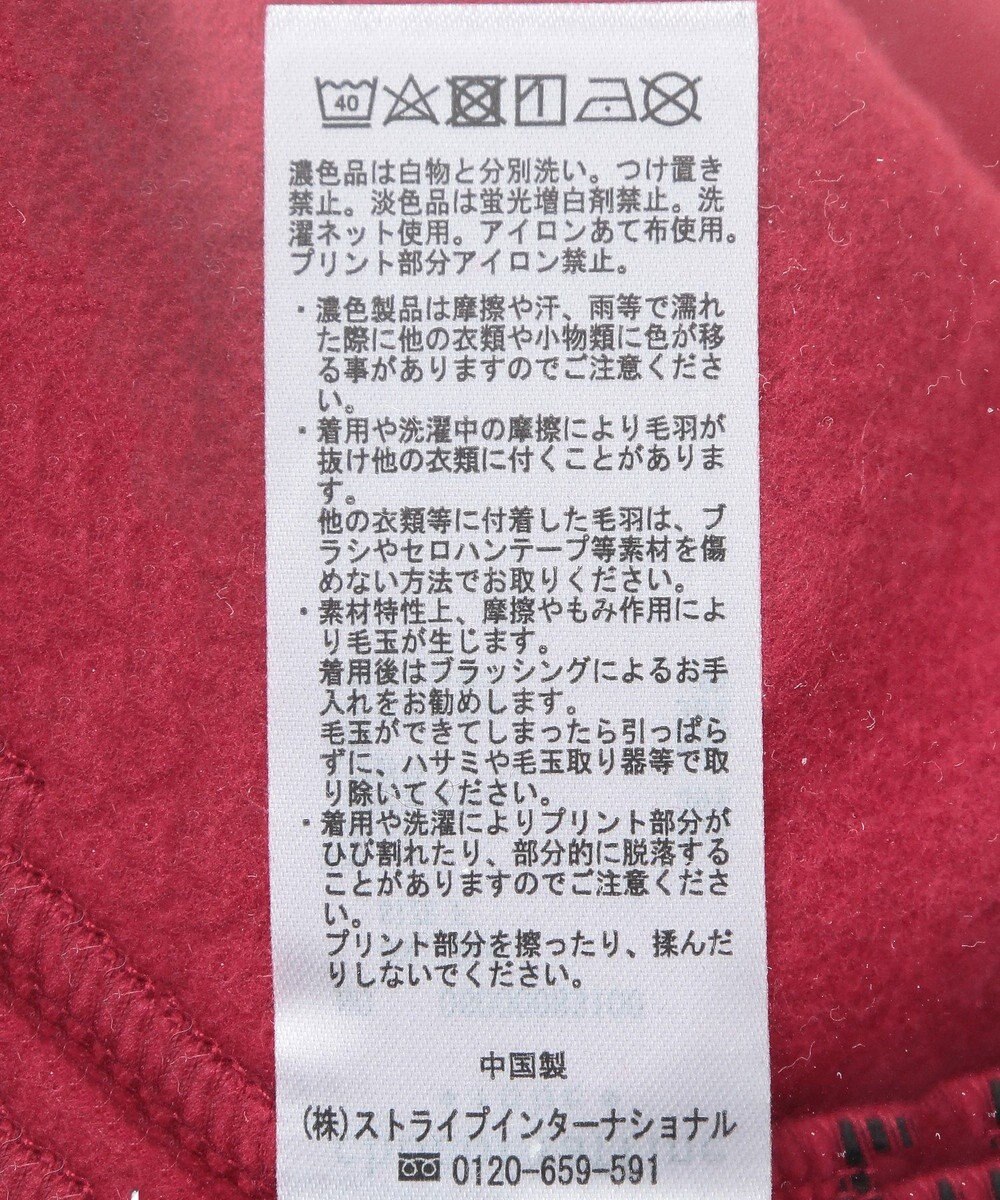 40
濃色品は白物と分別洗い。つけ置き
禁止。淡色品は蛍光増白剤禁止。洗
濯ネット使用。アイロンあて布使用。
プリント部分アイロン禁止。
・濃色製品は摩擦や汗、雨等で濡れ
た際に他の衣類や小物類に色が移
る事がありますのでご注意くださ
い。
・着用や洗濯中の摩擦により毛羽が
抜け他の衣類に付くことがありま
す。
他の衣類等に付着した毛羽は、ブ
ラシやセロハンテープ等素材を傷
めない方法でお取りください。
・素材特性上、摩擦やもみ作用によ
り毛玉が生じます。
着用後はブラッシングによるお手
入れをお勧めします。
毛玉ができてしまったら引っぱら
ずに、ハサミや毛玉取り器等で取
り除いてください。
・着用や洗濯によりプリント部分が
ひび割れたり、部分的に脱落する
ことがありますのでご注意くださ
い。
プリント部分を擦ったり、揉んだ
りしないでください。
中国製
(株)ストライプインターナショナル
0120-659-591